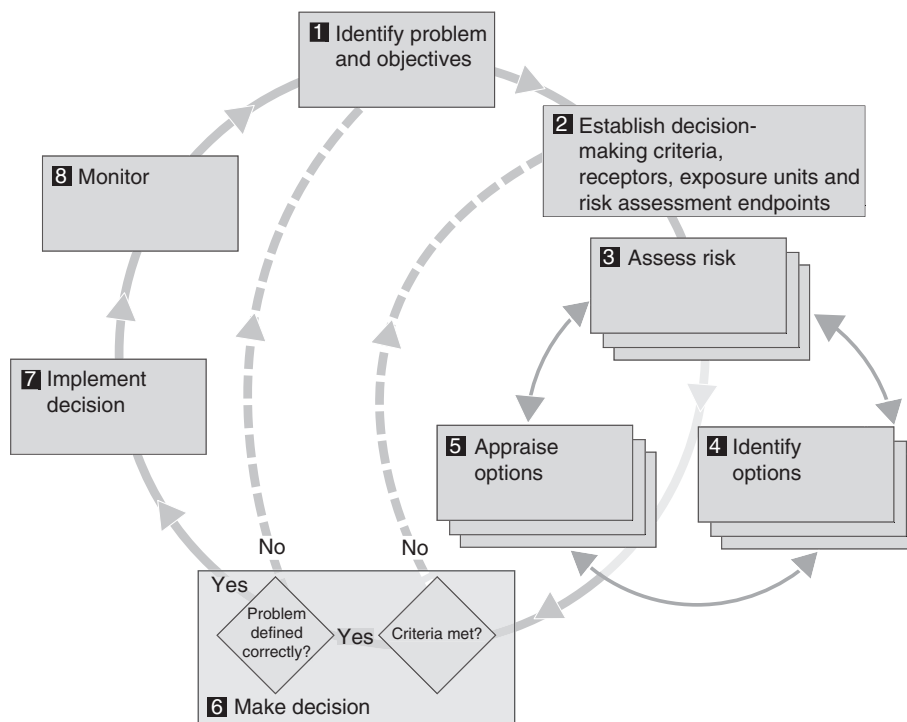 1 Identify problem
and objectives
2 Establish decision-
making criteria,
receptors, exposure units and
risk assessment endpoints
3 Assess risk
4 Identify
options
5 Appraise
options
6 Make decision
Criteria met?
No
Yes
Problem
defined
correctly?
No
Yes
7 Implement
decision
8 Monitor